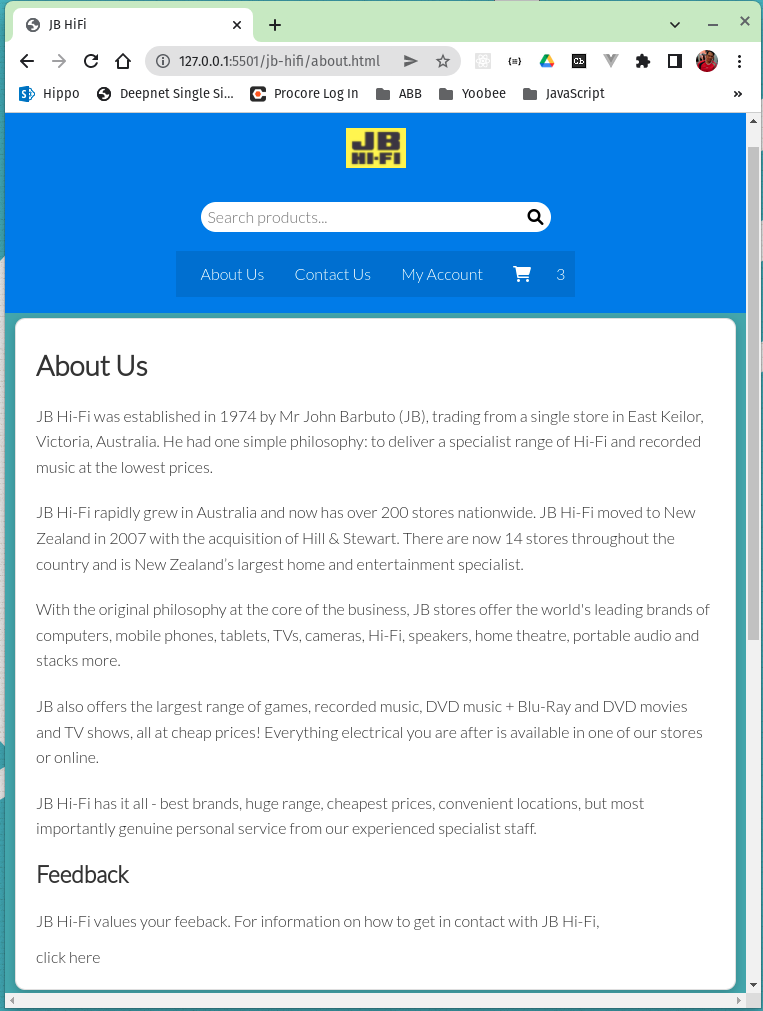 JB HiFi
127.0.0.1:5501/jb-hifi/about.html
Hippo
Deepnet Single Si...
Procore Log In
ABB
Yoobee
JavaScript
»
JB
HI-FI
Search products...
About Us
Contact Us
My Account
3
About Us
JB Hi-Fi was established in 1974 by Mr John Barbuto (JB), trading from a single store in East Keilor,
Victoria, Australia. He had one simple philosophy: to deliver a specialist range of Hi-Fi and recorded
music at the lowest prices.
JB Hi-Fi rapidly grew in Australia and now has over 200 stores nationwide. JB Hi-Fi moved to New
Zealand in 2007 with the acquisition of Hill & Stewart. There are now 14 stores throughout the
country and is New Zealand’s largest home and entertainment specialist.
With the original philosophy at the core of the business, JB stores offer the world's leading brands of
computers, mobile phones, tablets, TVs, cameras, Hi-Fi, speakers, home theatre, portable audio and
stacks more.
JB also offers the largest range of games, recorded music, DVD music + Blu-Ray and DVD movies
and TV shows, all at cheap prices! Everything electrical you are after is available in one of our stores
or online.
JB Hi-Fi has it all - best brands, huge range, cheapest prices, convenient locations, but most
importantly genuine personal service from our experienced specialist staff.
Feedback
JB Hi-Fi values your feeback. For information on how to get in contact with JB Hi-Fi,
click here